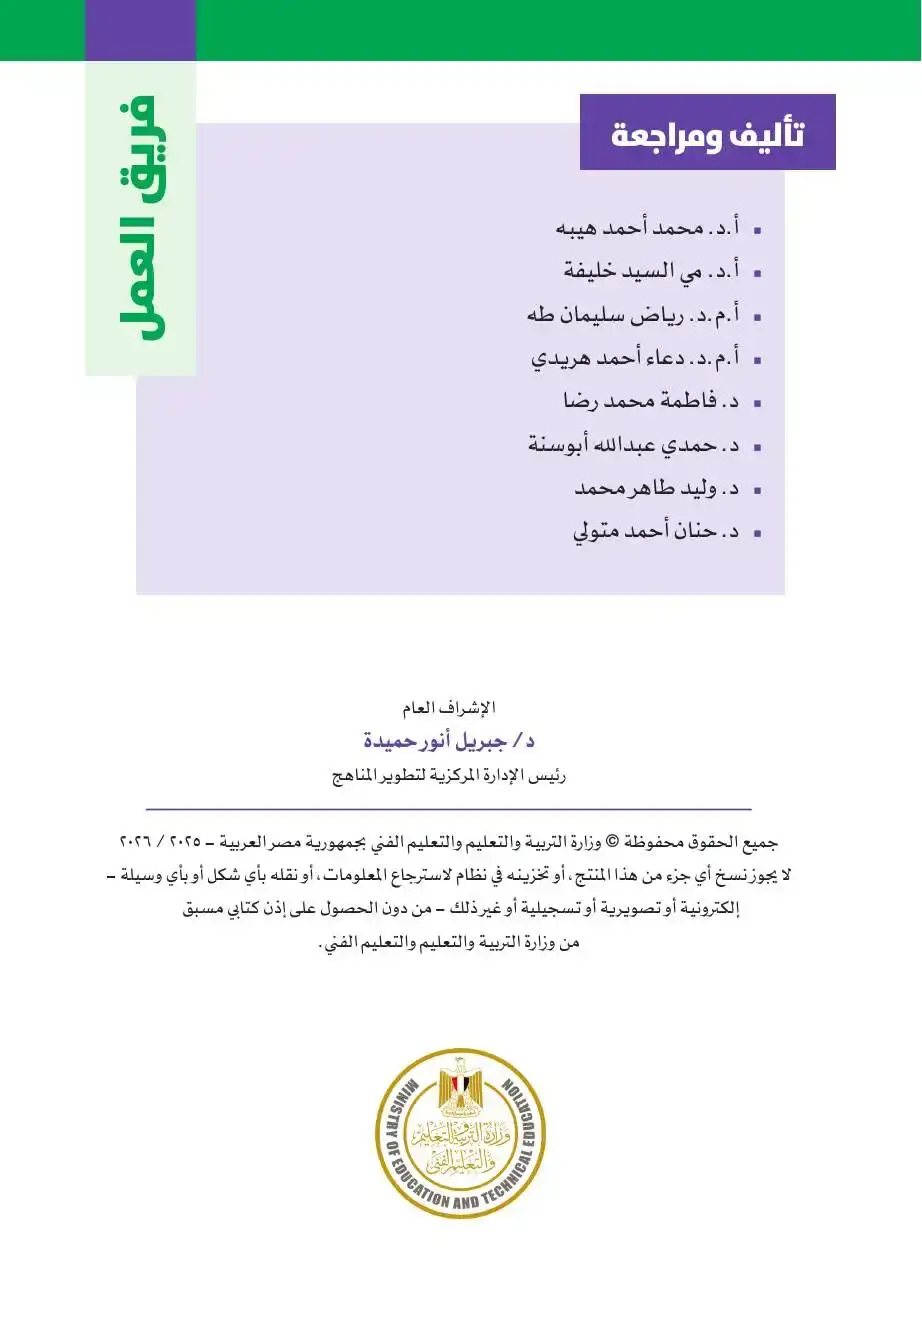 فريق العمل
تأليف ومراجعة
أ.د. محمد أحمد هيبه
أ.د. مي السيد خليفة
أ.م.د. رياض سليمان طه
أ.م.د. دعاء أحمد هريدي
د. فاطمة محمد رضا
د. حمدي عبدالله أبوسنة
د. وليد طاهر محمد
د. حنان أحمد متولي
الإشراف العام
د/ جبريل أنور حميدة
رئيس الإدارة المركزية لتطوير المناهج
جميع الحقوق محفوظة © وزارة التربية والتعليم والتعليم الفني بجمهورية مصر العربية – ٢٠٢٥ / ٢٠٢٦
لا يجوز نسخ أي جزء من هذا المنتج، أو تخزينه في نظام لاسترجاع المعلومات، أو نقله بأي شكل أو بأي وسيلة –
إلكترونية أو تصويرية أو تسجيلية أو غير ذلك – من دون الحصول على إذن كتابي مسبق
من وزارة التربية والتعليم والتعليم الفني.
وزارة التربية والتعليم
والتعليم الفني
MINISTRY OF EDUCATION AND TECHNICAL EDUCATION